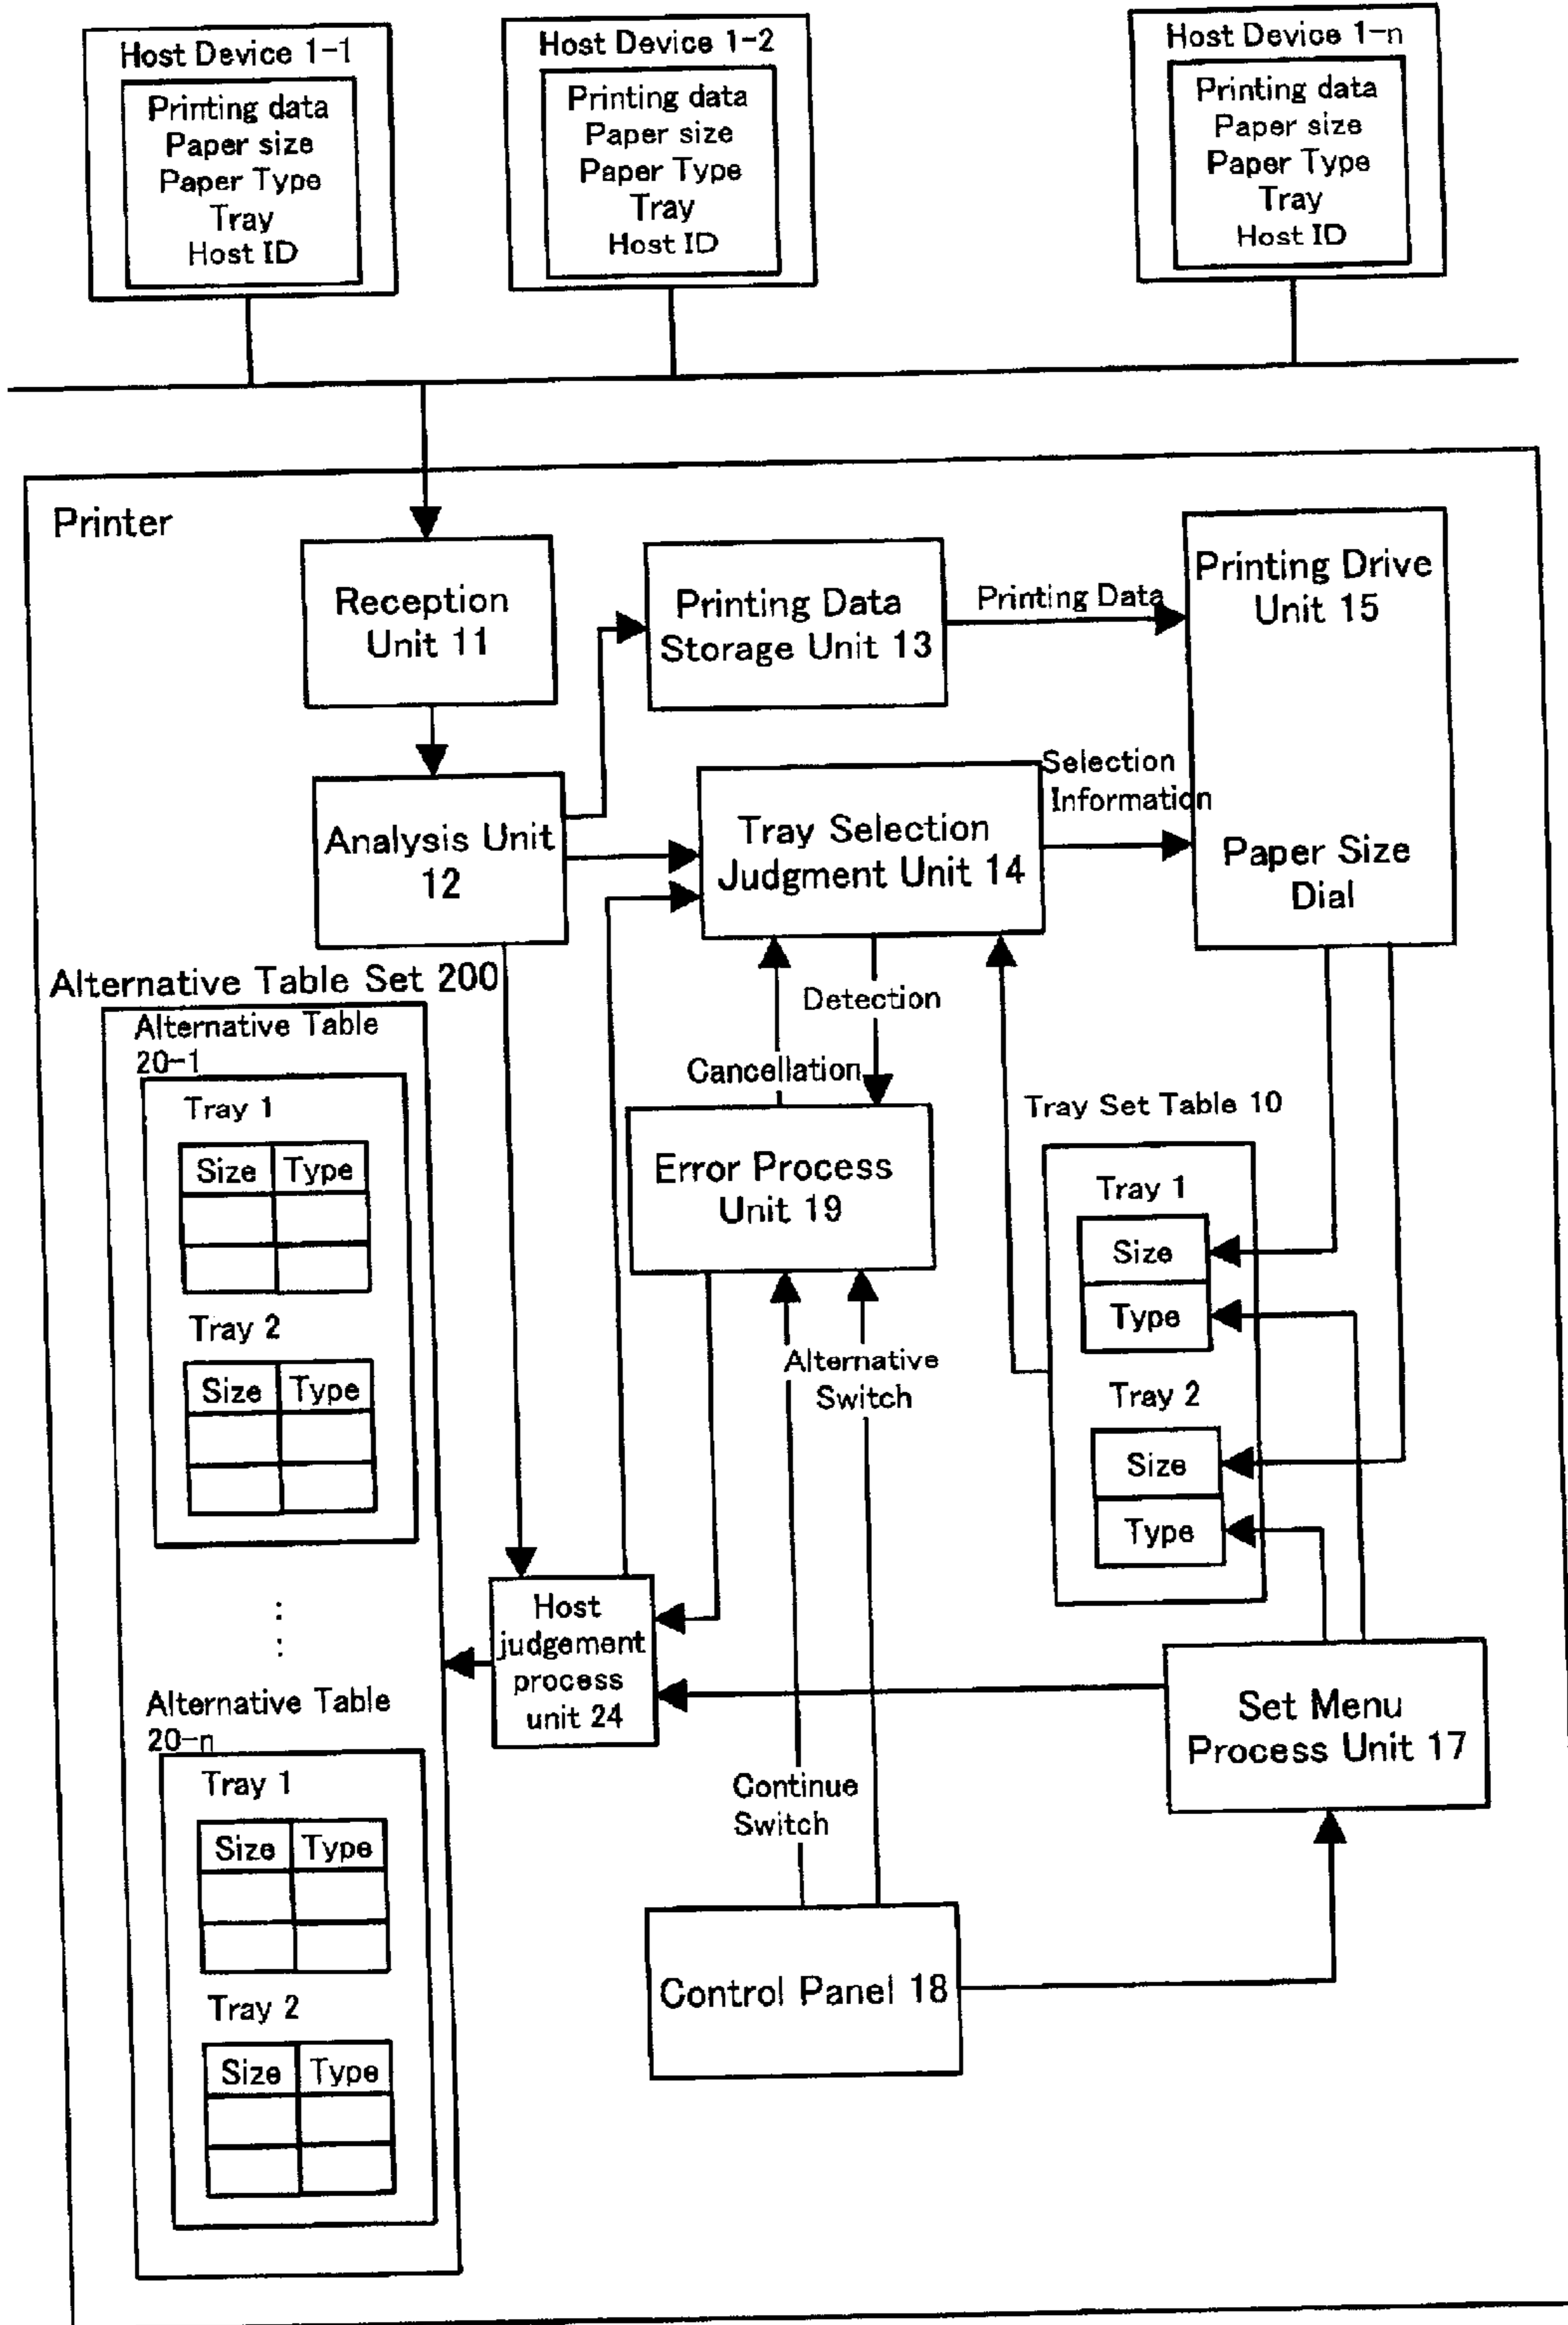 Host Device 1-1
Printing data
Paper size
Paper Type
Tray
Host ID
Host Device 1-2
Printing data
Paper size
Paper Type
Tray
Host ID
Host Device 1-n
Printing data
Paper size
Paper Type
Tray
Host ID
Printer
Reception
Unit 11
Printing Data
Storage Unit 13
Printing Data
Printing Drive
Unit 15
Paper Size
Dial
Analysis Unit
12
Tray Selection
Judgment Unit 14
Selection
Information
Alternative Table Set 200
Alternative Table
20-1
Tray 1
Size Type
Tray 2
Size Type
:
:
Alternative Table
20-n
Tray 1
Size Type
Tray 2
Size Type
Detection
Cancellation
Error Process
Unit 19
Tray Set Table 10
Tray 1
Size
Type
Tray 2
Size
Type
Alternative
Switch
Host
judgement
process
unit 24
Set Menu
Process Unit 17
Continue
Switch
Control Panel 18